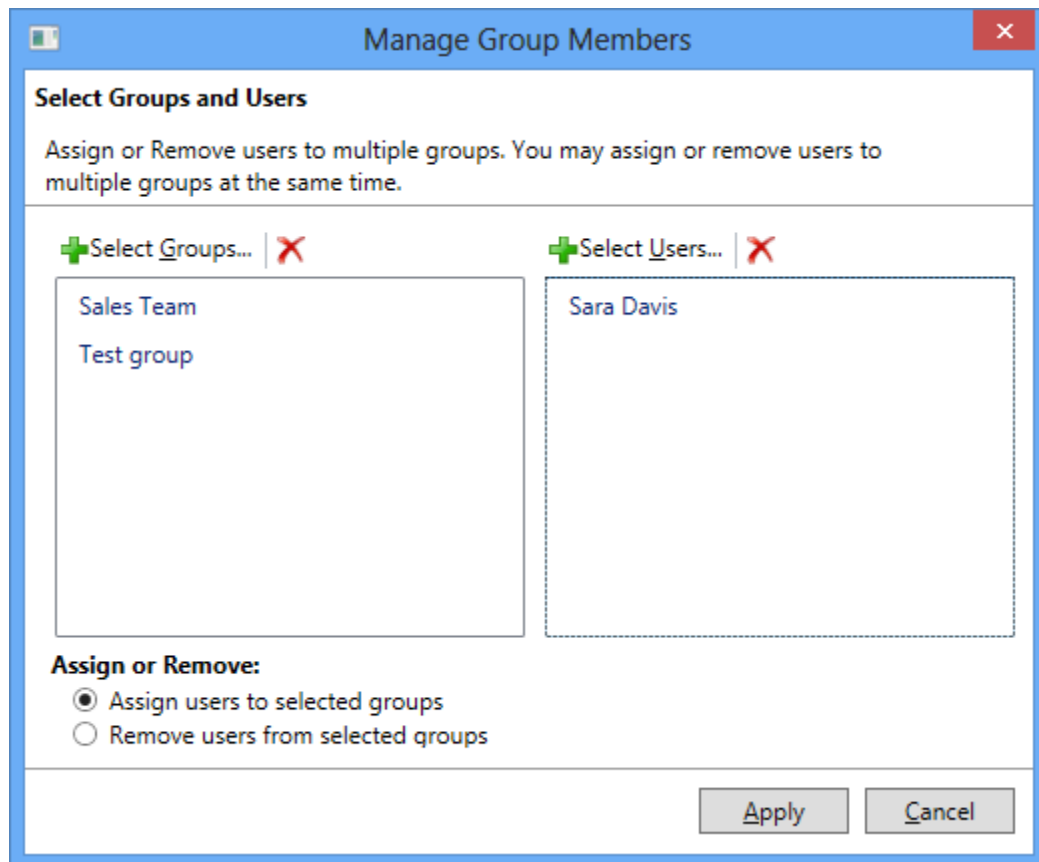 Manage Group Members
Select Groups and Users
Assign or Remove users to multiple groups. You may assign or remove users to
multiple groups at the same time.
Select Groups... Select Users...
Sales Team Sara Davis
Test group
Assign or Remove:
Assign users to selected groups
Remove users from selected groups
Apply Cancel